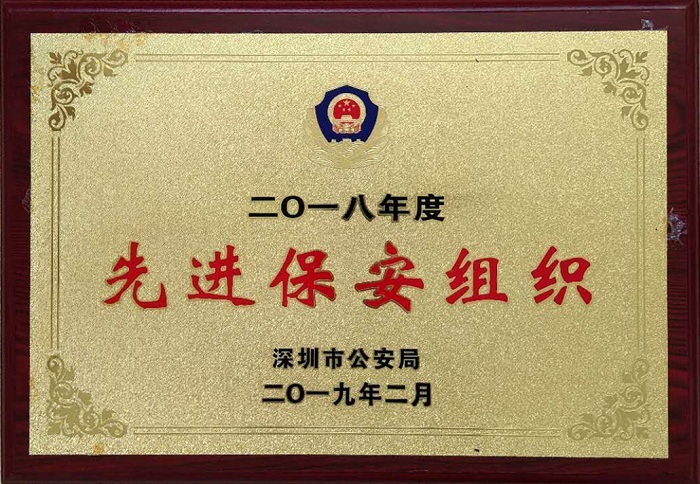 二〇一八年度
先进保安组织
深圳市公安局
二〇一九年二月